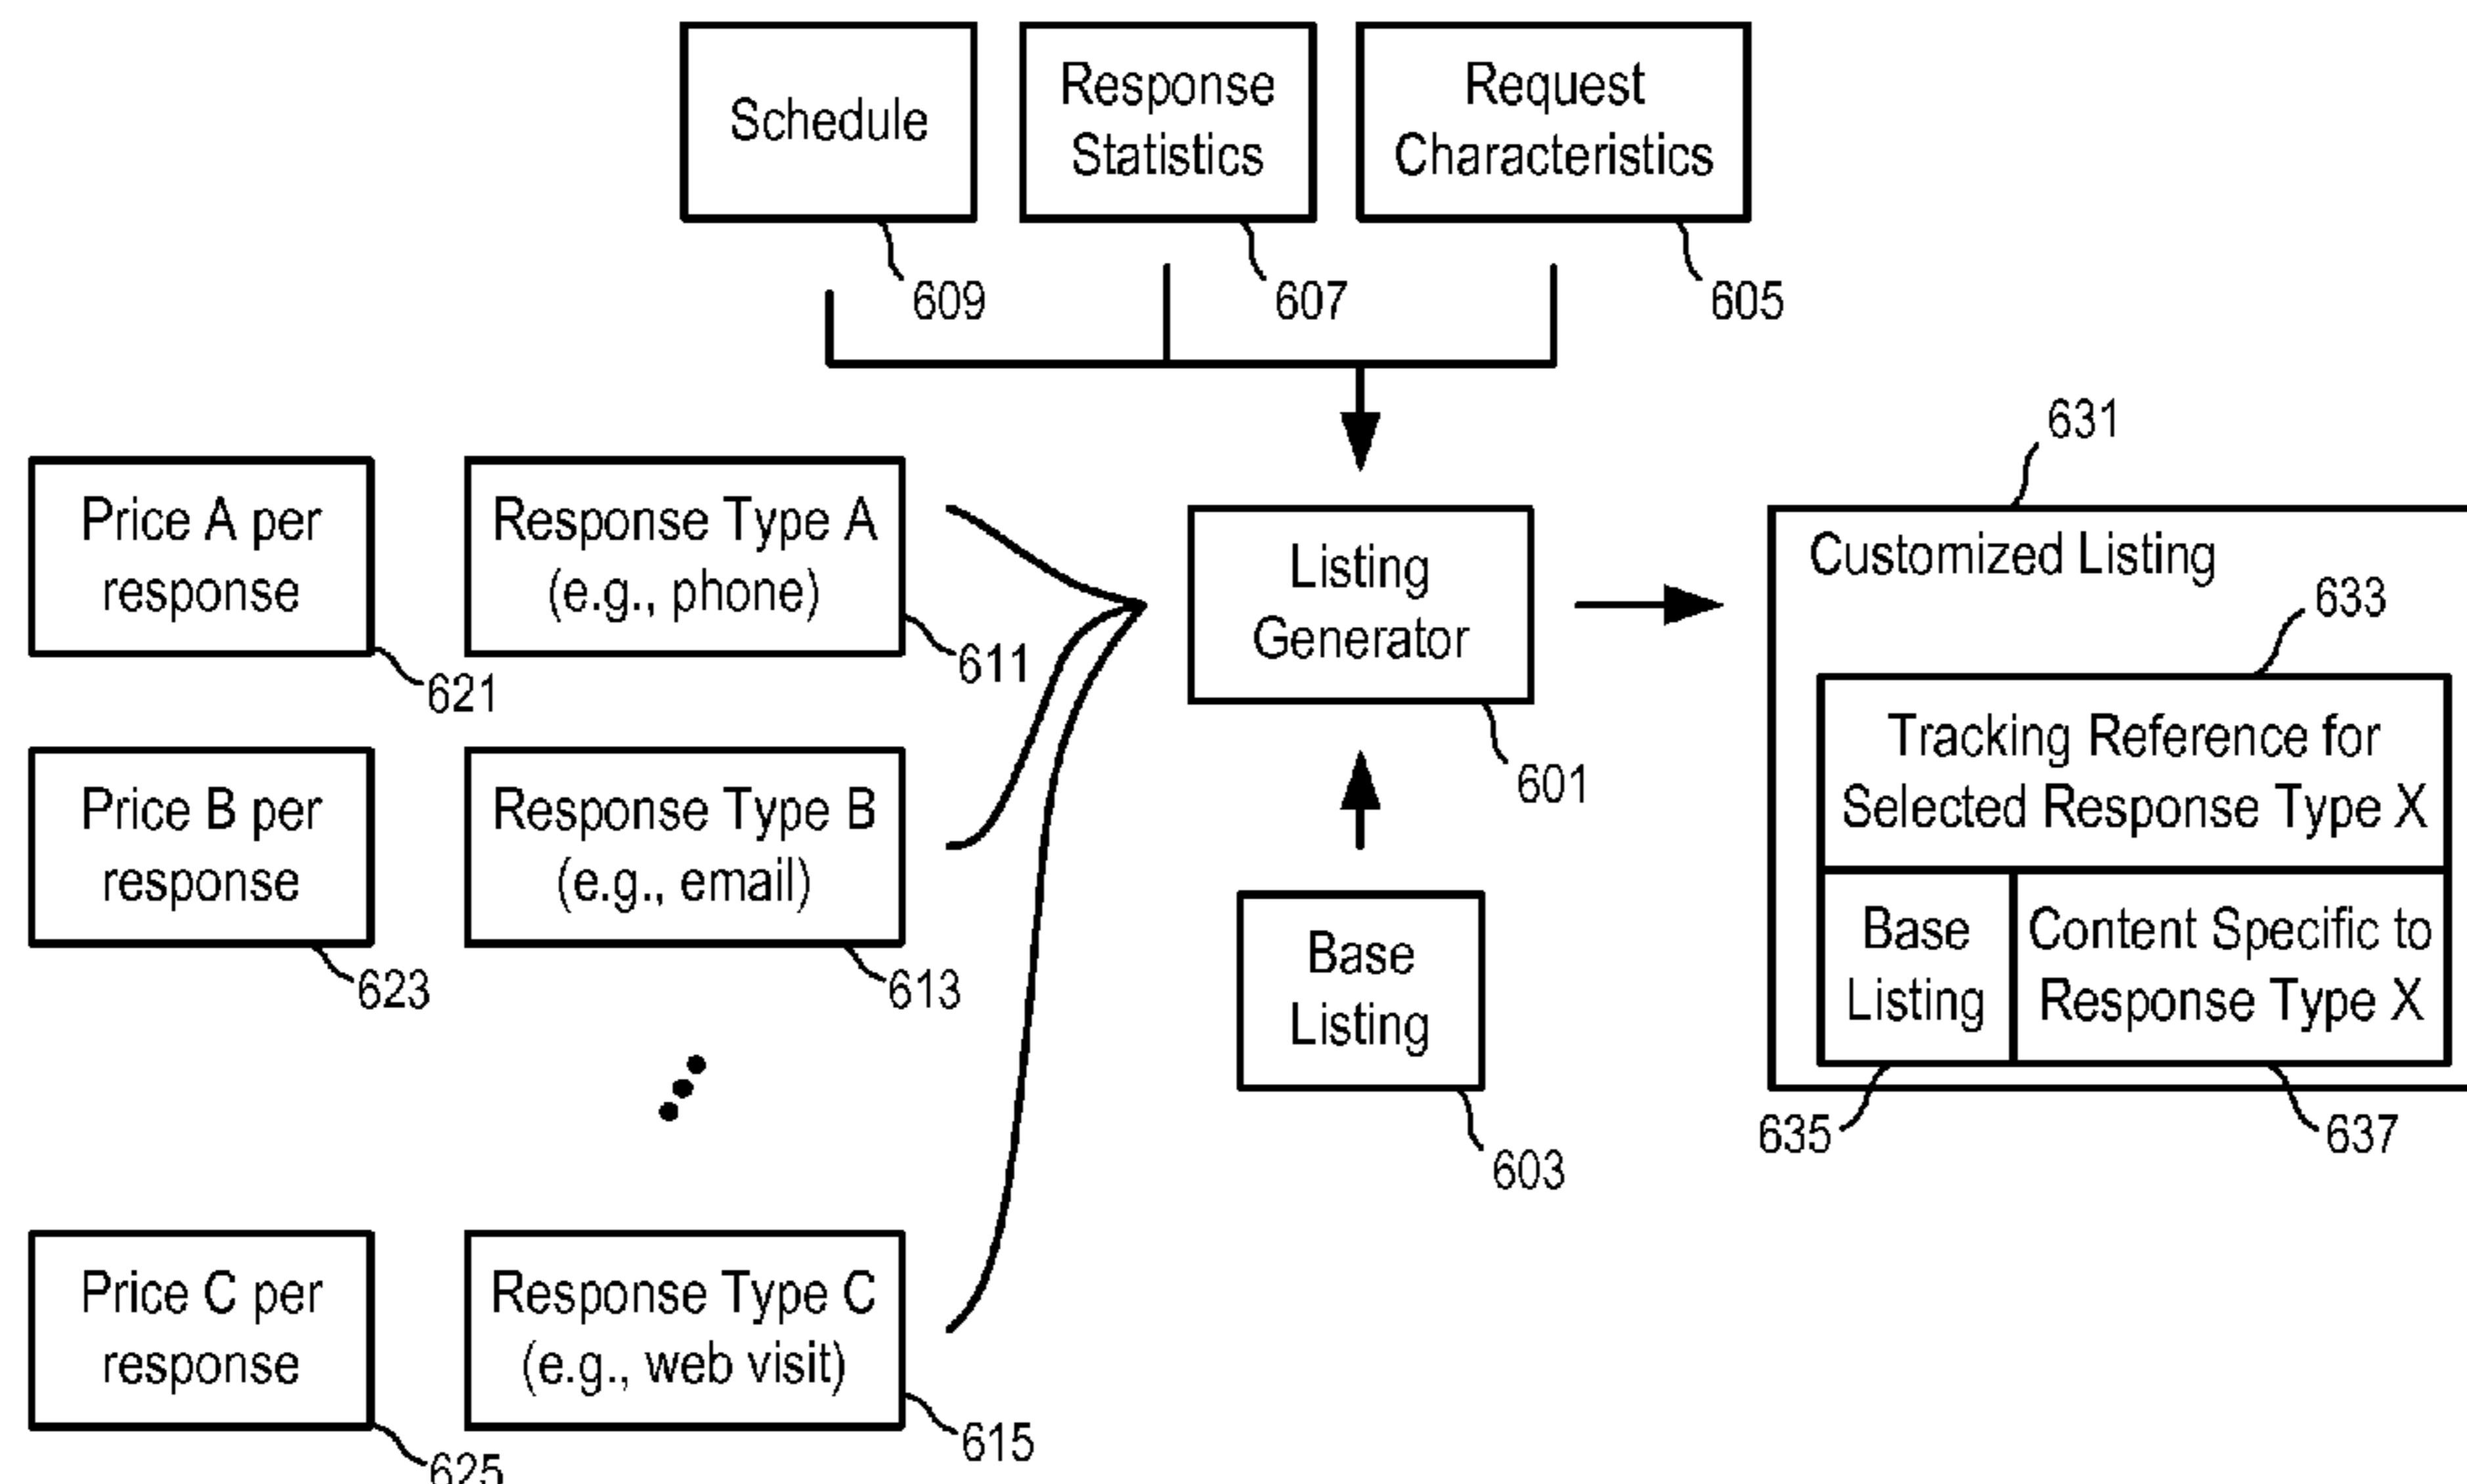 Schedule
Response
Statistics
Request
Characteristics
609
607
605
631
Price A per
response
Response Type A
(e.g., phone)
Listing
Generator
Customized Listing
633
621
611
Tracking Reference for
Selected Response Type X
601
Price B per
response
Response Type B
(e.g., email)
Base
Listing
Base
Listing
Content Specific to
Response Type X
623
613
635
637
603
Price C per
response
Response Type C
(e.g., web visit)
615
625